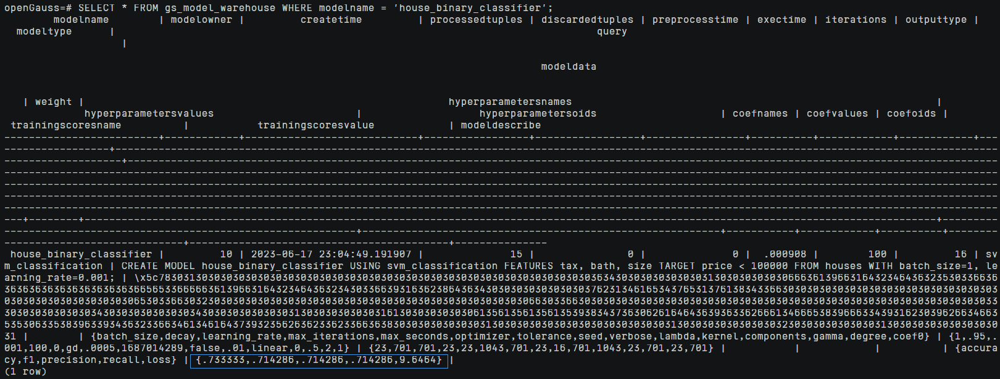 openGauss=# SELECT * FROM gs_model_warehouse WHERE modelname = 'house_binary_classifier';
modelname | modelowner | createtime | processedtuples | discardedtuples | preprocesstime | exectime | iterations | outputtype |
modeltype | query
|
modeldata
| weight | hyperparametersnames |
hyperparametersvalues | hyperparametersoids | coefnames | coefvalues | coefoids |
trainingscoresname | trainingscoresvalue | modeldescribe
house_binary_classifier | 10 | 2023-06-17 23:04:49.191907 | 15 | 0 | 0 | .000908 | 100 | 16 | sv
m_classification | CREATE MODEL house_binary_classifier USING svm_classification FEATURES tax, bath, size TARGET price < 100000 FROM houses WITH batch_size=1, le
arning_rate=0.001; |
31 | | {batch_size,decay,learning_rate,max_iterations,max_seconds,optimizer,tolerance,seed,verbose,lambda,kernel,components,gamma,degree,coef0} | {1,.95,.
001,100,0,gd,.0005,1687014289,false,.01,linear,0,.5,2,1} | {23,701,701,23,23,1043,701,23,16,701,1043,23,701,23,701} | | | | {accura
cy,f1,precision,recall,loss} | {.733333,.714286,.714286,.714286,9.6464} |
(1 row)